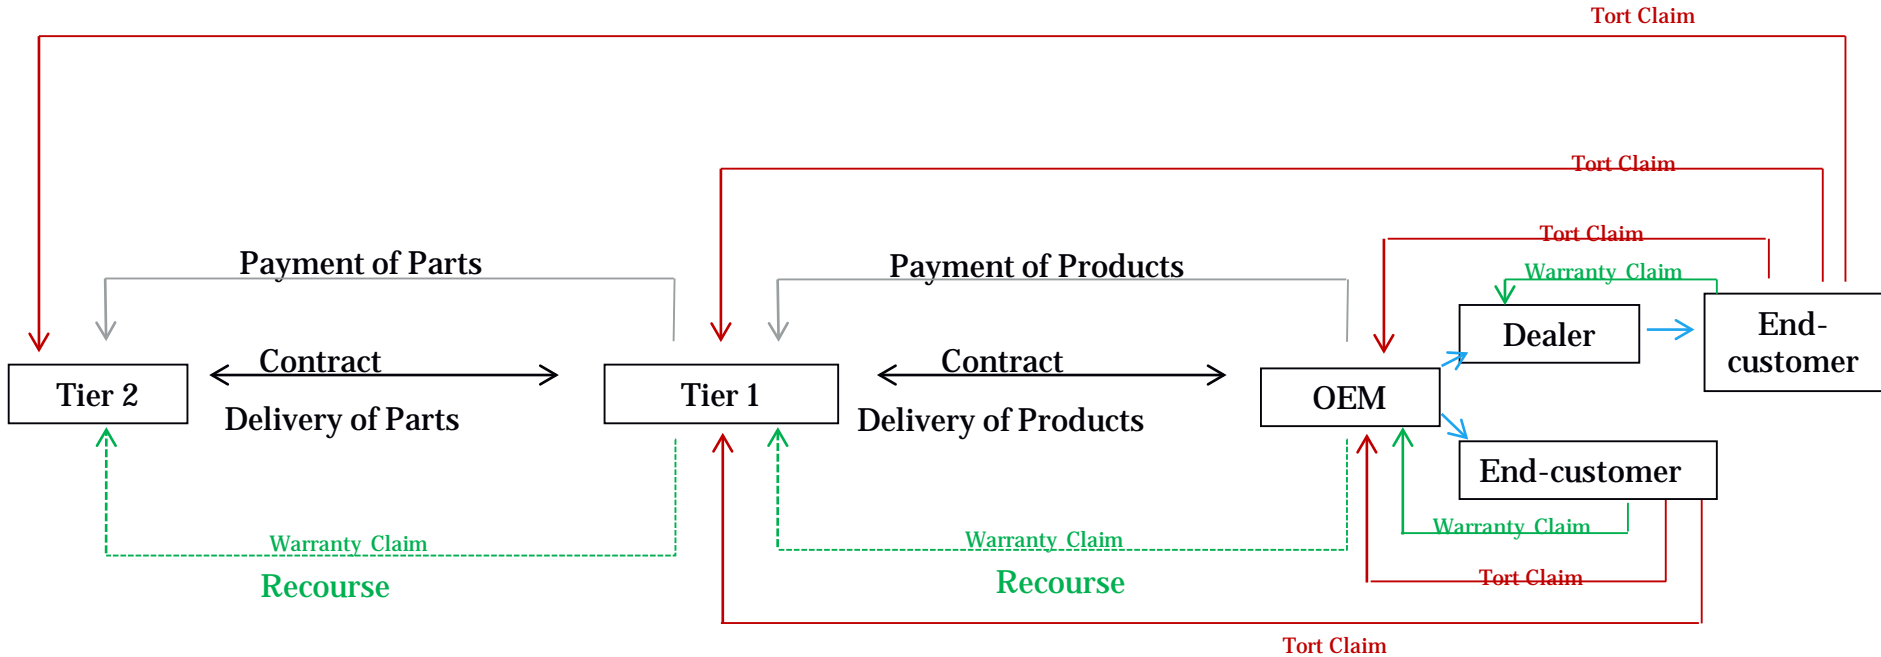 Tort Claim
Tort Claim
Tort Claim
Payment of Parts
Payment of Products
Warranty Claim
Dealer
End-
customer
Contract
Contract
Tier 2
Tier 1
OEM
Delivery of Parts
Delivery of Products
End-customer
Warranty Claim
Warranty Claim
Warranty Claim
Recourse
Recourse
Tort Claim
Tort Claim